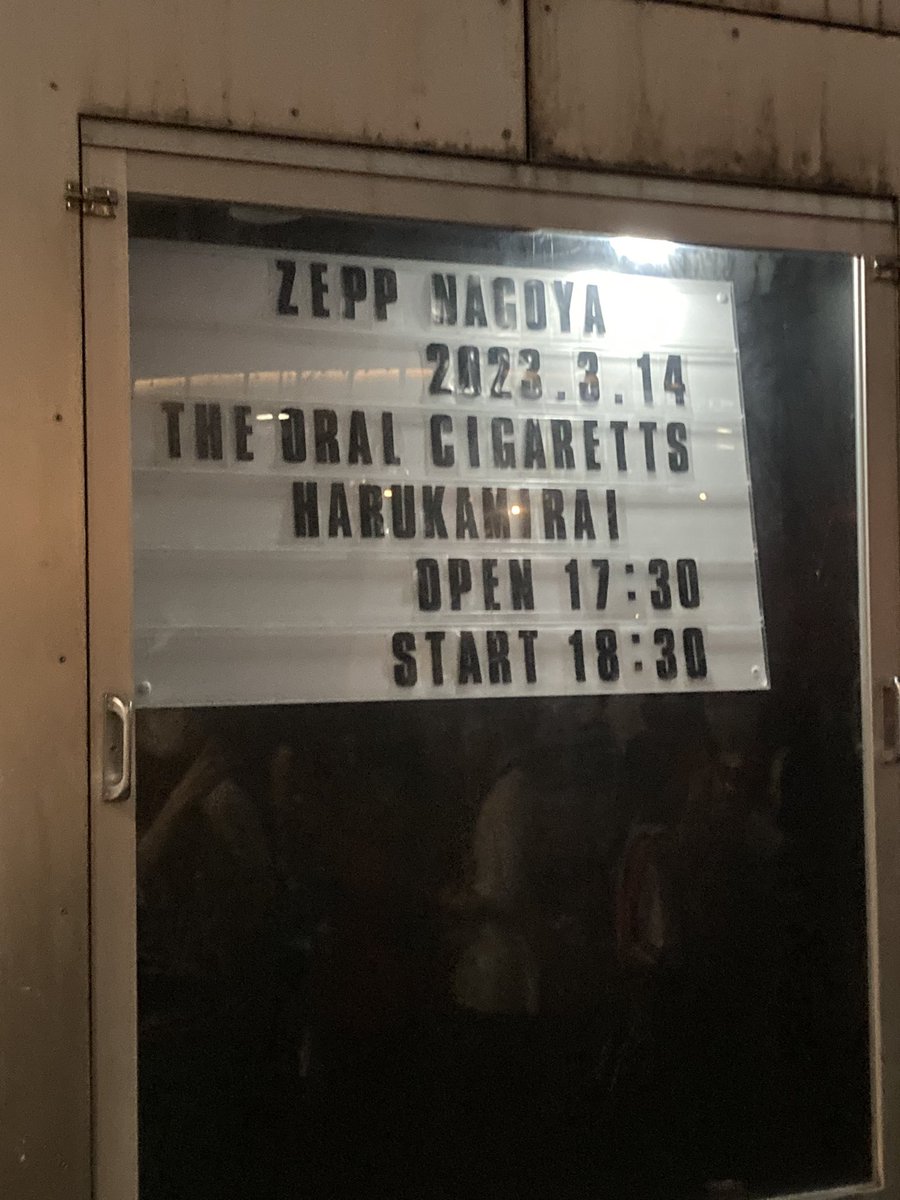 ZEPP NAGOYA
2023.3.14
THE ORAL CIGARETTS
HARUKAMIRAI
OPEN 17:30
START 18:30